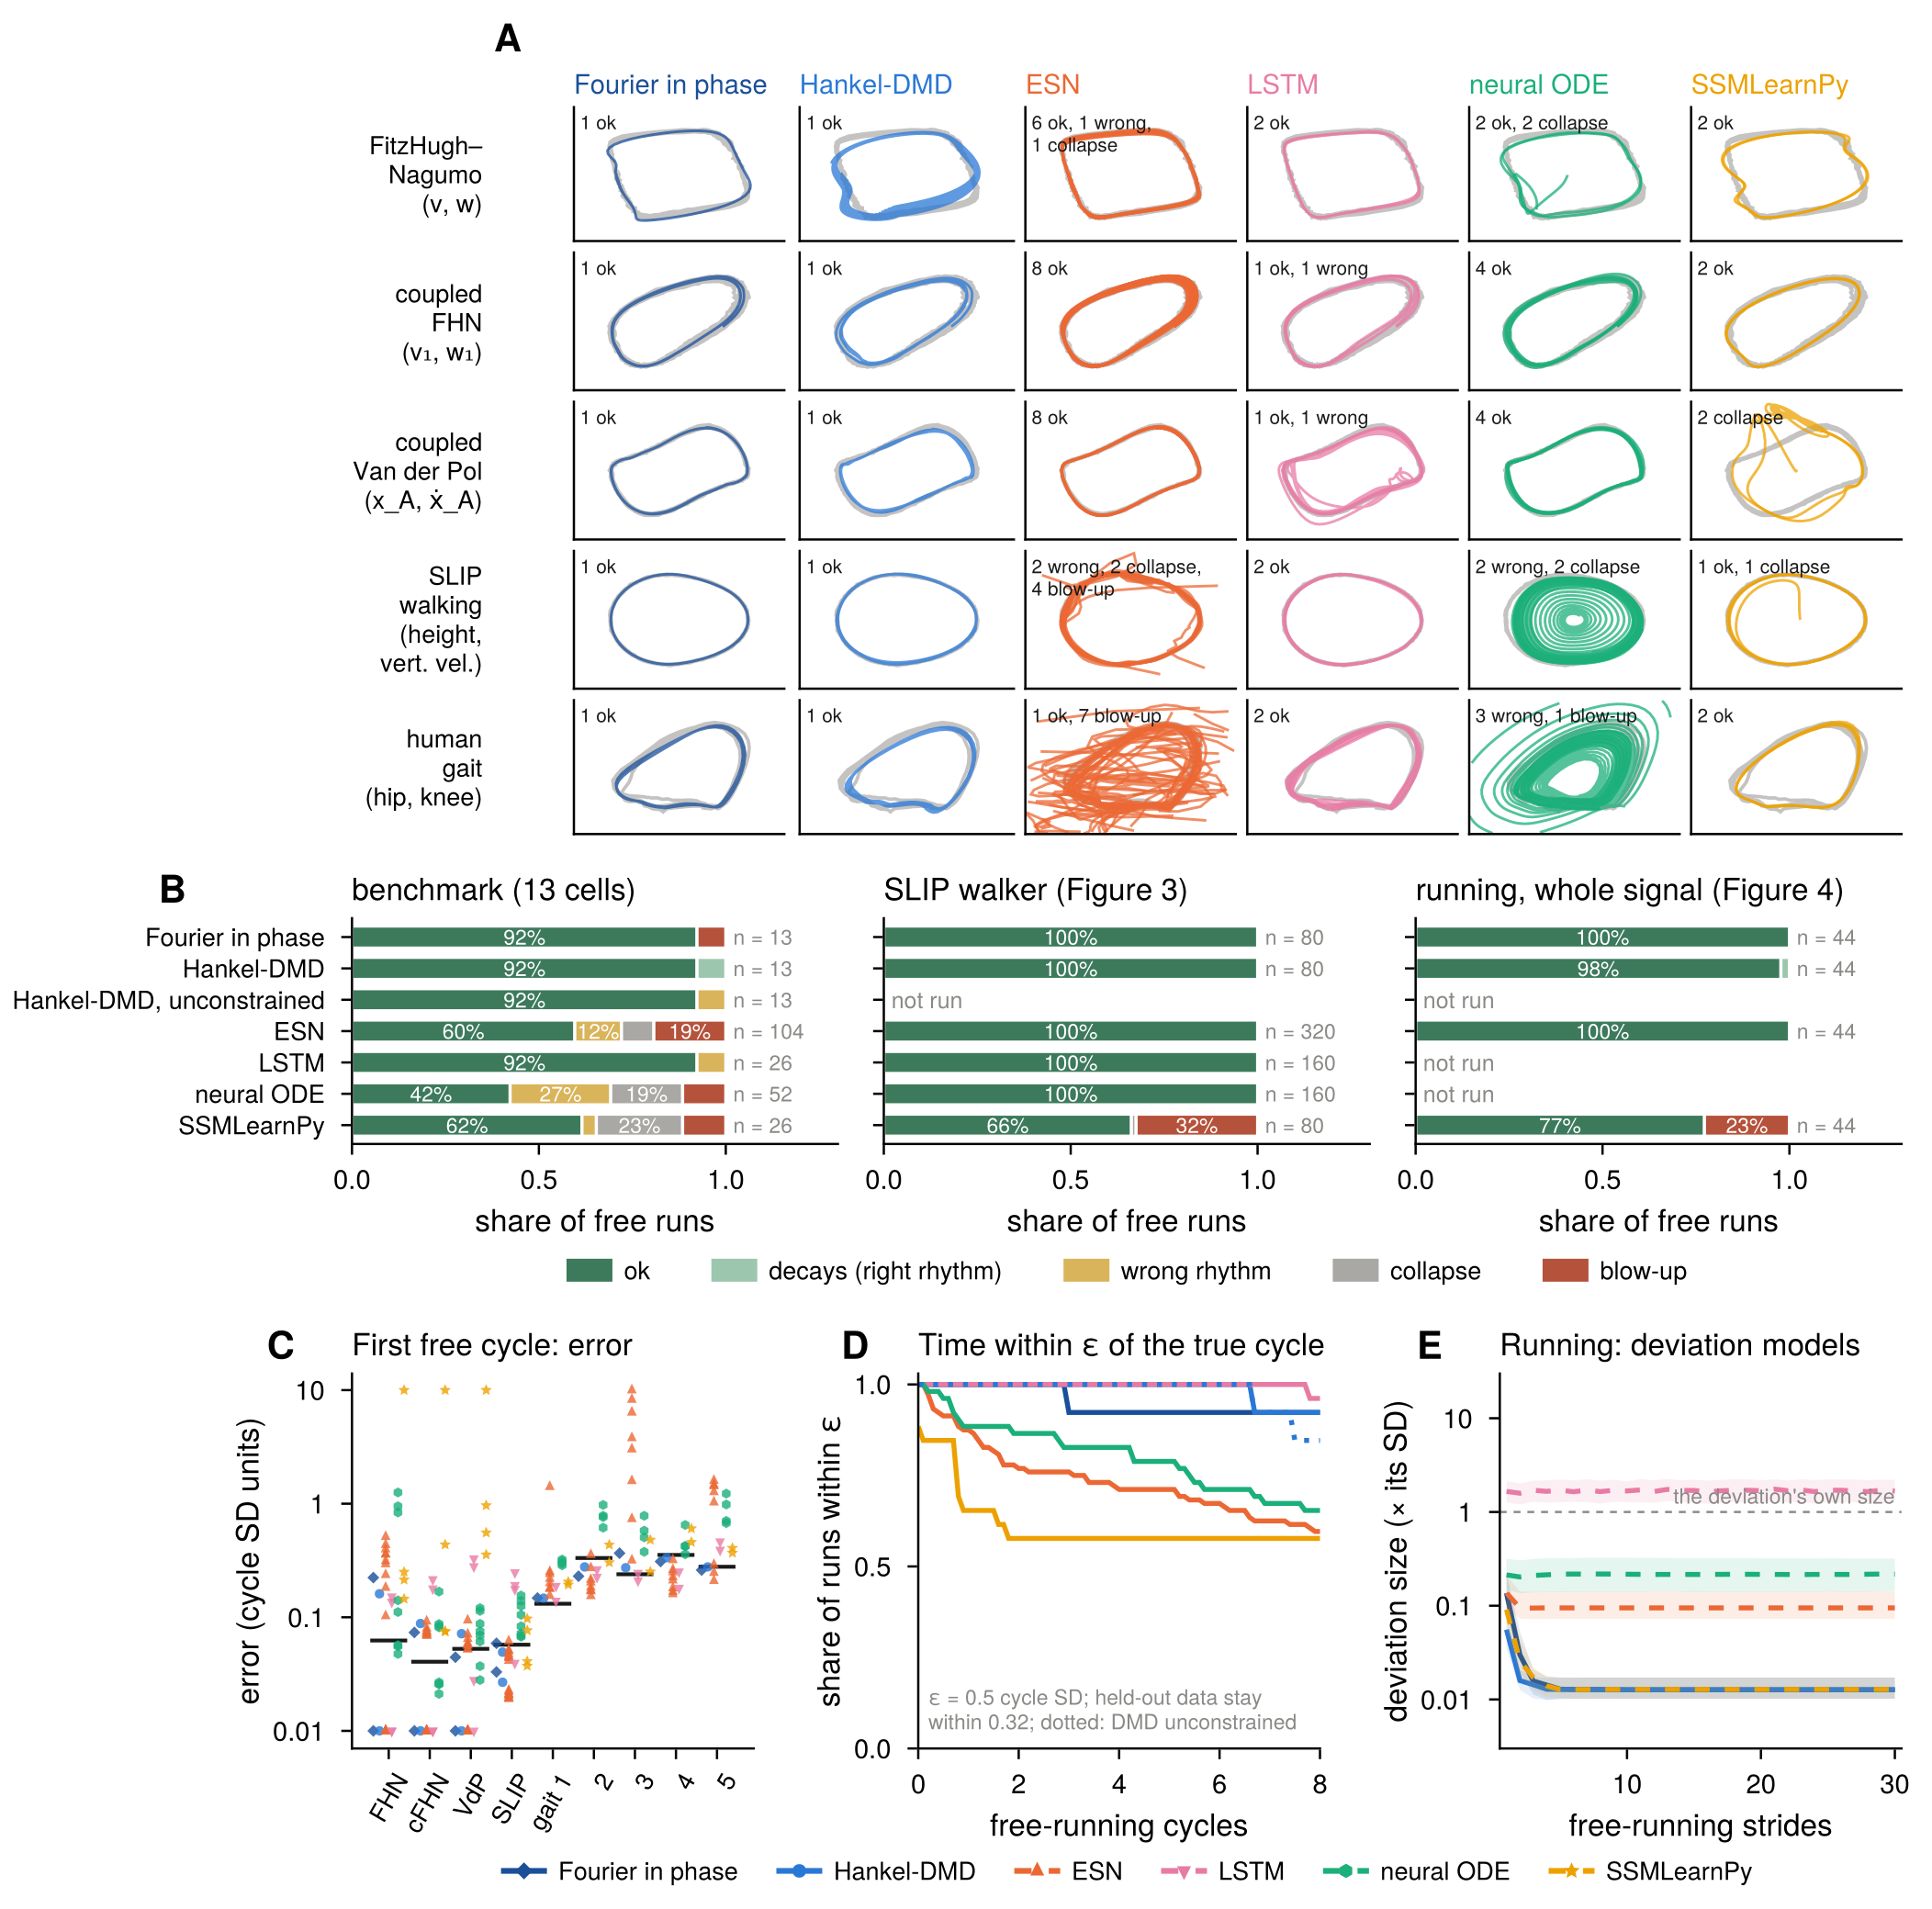 A
Fourier in phase
Hankel-DMD
ESN
LSTM
neural ODE
SSMLearnPy
FitzHugh–
Nagumo
(v, w)
1 ok
1 ok
6 ok, 1 wrong,
1 collapse
2 ok
2 ok, 2 collapse
2 ok
coupled
FHN
(v₁, w₁)
1 ok
1 ok
8 ok
1 ok, 1 wrong
4 ok
2 ok
coupled
Van der Pol
(x_A, ẋ_A)
1 ok
1 ok
8 ok
1 ok, 1 wrong
4 ok
2 collapse
SLIP
walking
(height,
vert. vel.)
1 ok
1 ok
2 wrong, 2 collapse,
4 blow-up
2 ok
2 wrong, 2 collapse
1 ok, 1 collapse
human
gait
(hip, knee)
1 ok
1 ok
1 ok, 7 blow-up
2 ok
3 wrong, 1 blow-up
2 ok
B
benchmark (13 cells)
SLIP walker (Figure 3)
running, whole signal (Figure 4)
Fourier in phase
92%
n = 13
100%
n = 80
100%
n = 44
Hankel-DMD
92%
n = 13
100%
n = 80
98%
n = 44
Hankel-DMD, unconstrained
92%
n = 13
not run
not run
ESN
60%
12%
19%
n = 104
100%
n = 320
100%
n = 44
LSTM
92%
n = 26
100%
n = 160
not run
neural ODE
42%
27%
19%
n = 52
100%
n = 160
not run
SSMLearnPy
62%
23%
n = 26
66%
32%
n = 80
77%
23%
n = 44
0.0
0.5
1.0
0.0
0.5
1.0
0.0
0.5
1.0
share of free runs
share of free runs
share of free runs
ok
decays (right rhythm)
wrong rhythm
collapse
blow-up
C
First free cycle: error
error (cycle SD units)
10
1
0.1
0.01
FHN
cFHN
VdP
SLIP
gait 1
2
3
4
5
D
Time within ε of the true cycle
share of runs within ε
1.0
0.5
0.0
ε = 0.5 cycle SD; held-out data stay
within 0.32; dotted: DMD unconstrained
0
2
4
6
8
free-running cycles
E
Running: deviation models
deviation size (× its SD)
10
1
0.1
0.01
the deviation's own size
10
20
30
free-running strides
Fourier in phase
Hankel-DMD
ESN
LSTM
neural ODE
SSMLearnPy